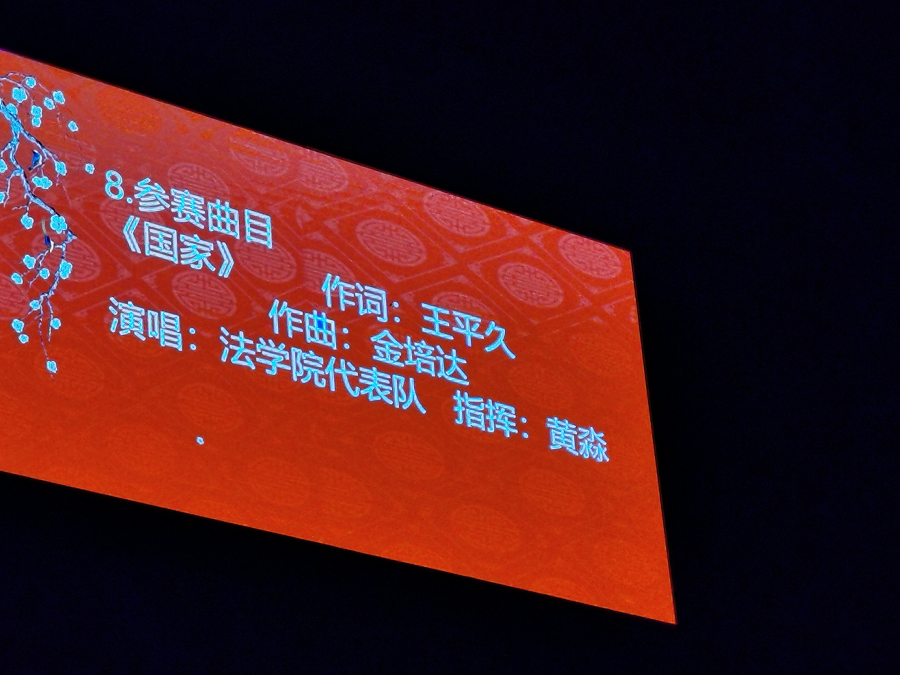 8.参赛曲目
《国家》
作词：王平久
作曲：金培达
演唱：法学院代表队 指挥：黄淼